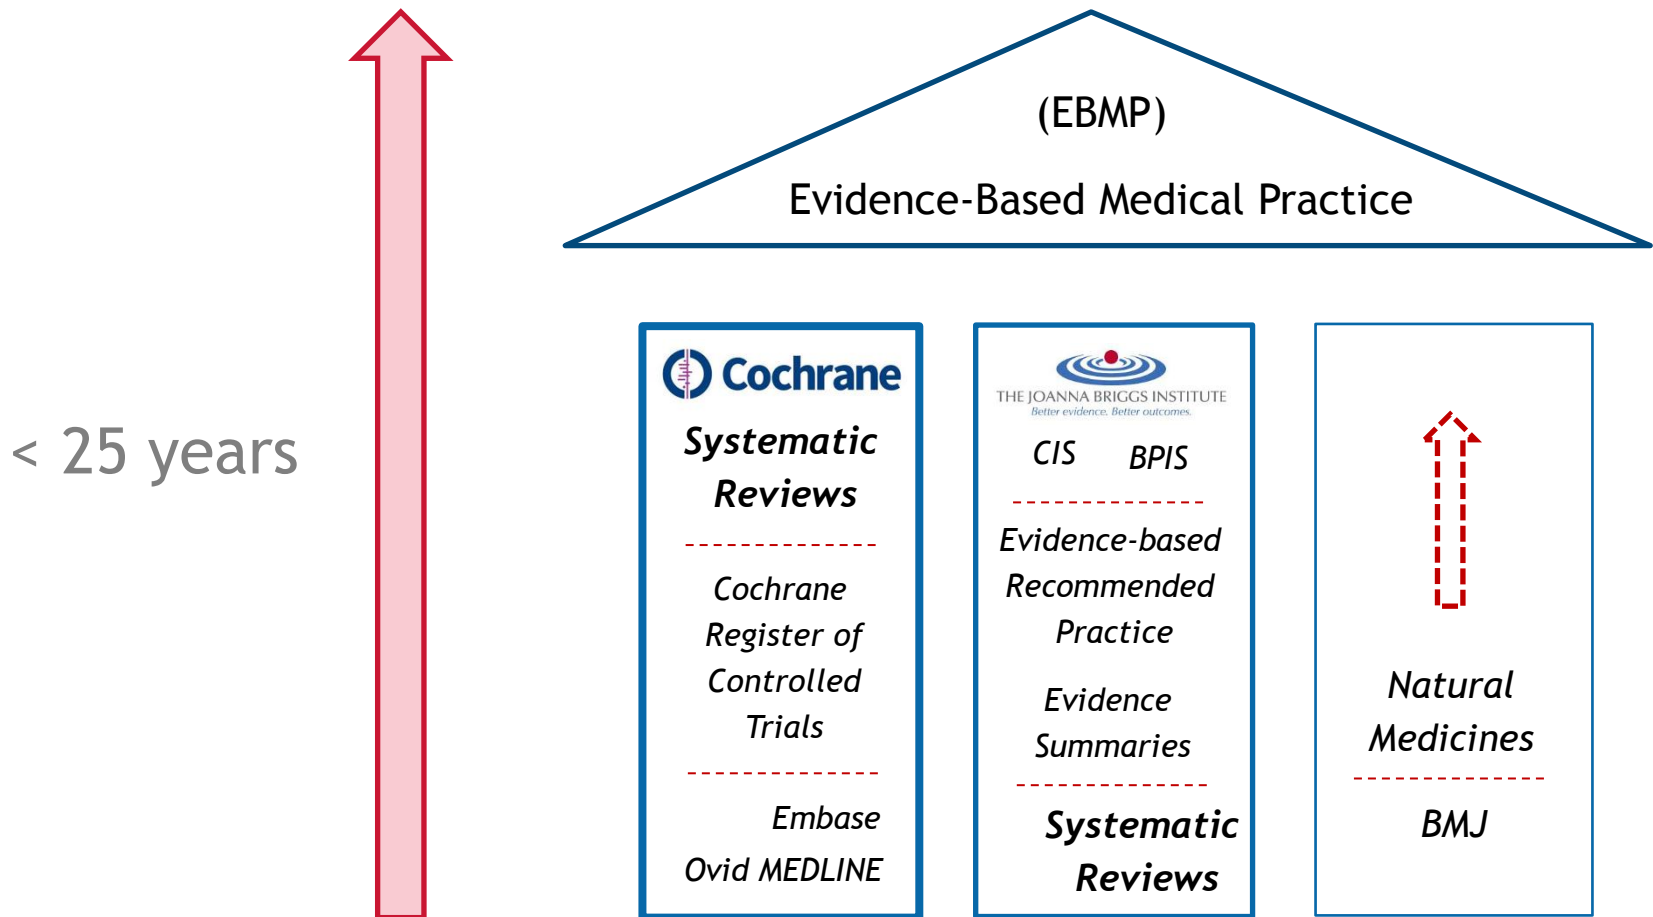 (EBMP)
Evidence-Based Medical Practice
< 25 years
Cochrane
Systematic
Reviews
Cochrane
Register of
Controlled
Trials
Embase
Ovid MEDLINE
THE JOANNA BRIGGS INSTITUTE
Better evidence. Better outcomes.
CIS BPIS
Evidence-based
Recommended
Practice
Evidence
Summaries
Systematic
Reviews
Natural
Medicines
BMJ